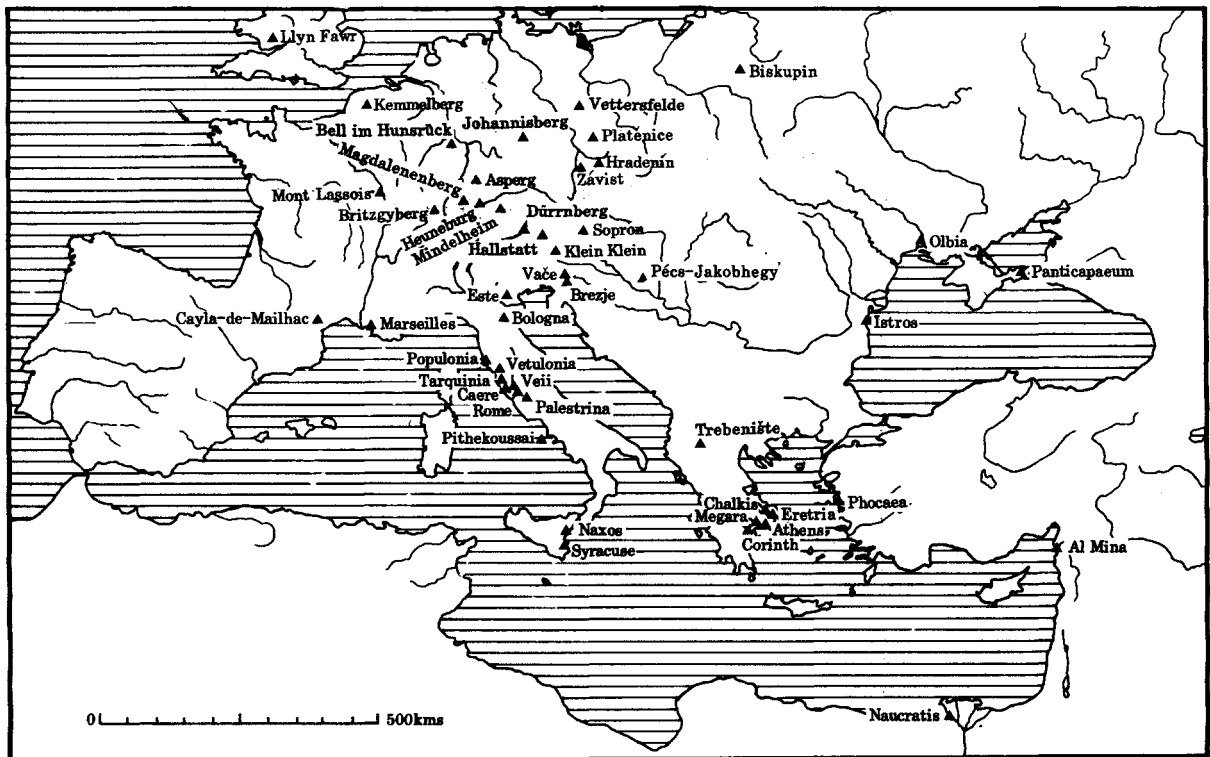 Llyn Fawr
Biskupin
Kemmelberg
Vettersfelde
Bell im Hunsrück
Johannisberg
Platěnice
Hradenín
Závist
Magdalenenberg
Asperg
Mont Lassois
Britzgyberg
Heuneburg
Mindelheim
Dürrnberg
Sopron
Hallstatt
Klein Klein
Olbia
Panticapaeum
Vače
Brezje
Pécs-Jakobhegy
Este
Bologna
Istros
Cayla-de-Mailhac
Marseilles
Populonia
Vetulonia
Tarquinia
Veii
Caere
Rome
Palestrina
Pithekoussai
Trebenište
Chalkis
Eretria
Phocaea
Megara
Athens
Corinth
Naxos
Syracuse
Al Mina
Naucratis
0 500kms